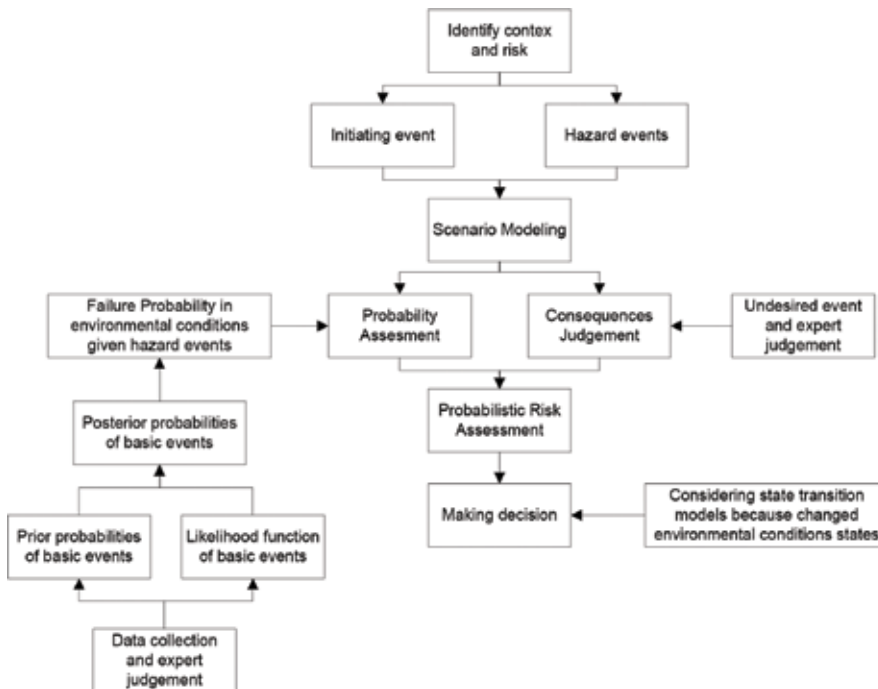 Identify contex
and risk
Initiating event
Hazard events
Scenario Modeling
Failure Probability in
environmental conditions
given hazard events
Probability
Assesment
Consequences
Judgement
Undesired event
and expert
judgement
Posterior probabilities
of basic events
Probabilistic Risk
Assessment
Prior probabilities
of basic events
Likelihood function
of basic events
Making decision
Considering state transition
models because changed
environmental conditions states
Data collection
and expert
judgement